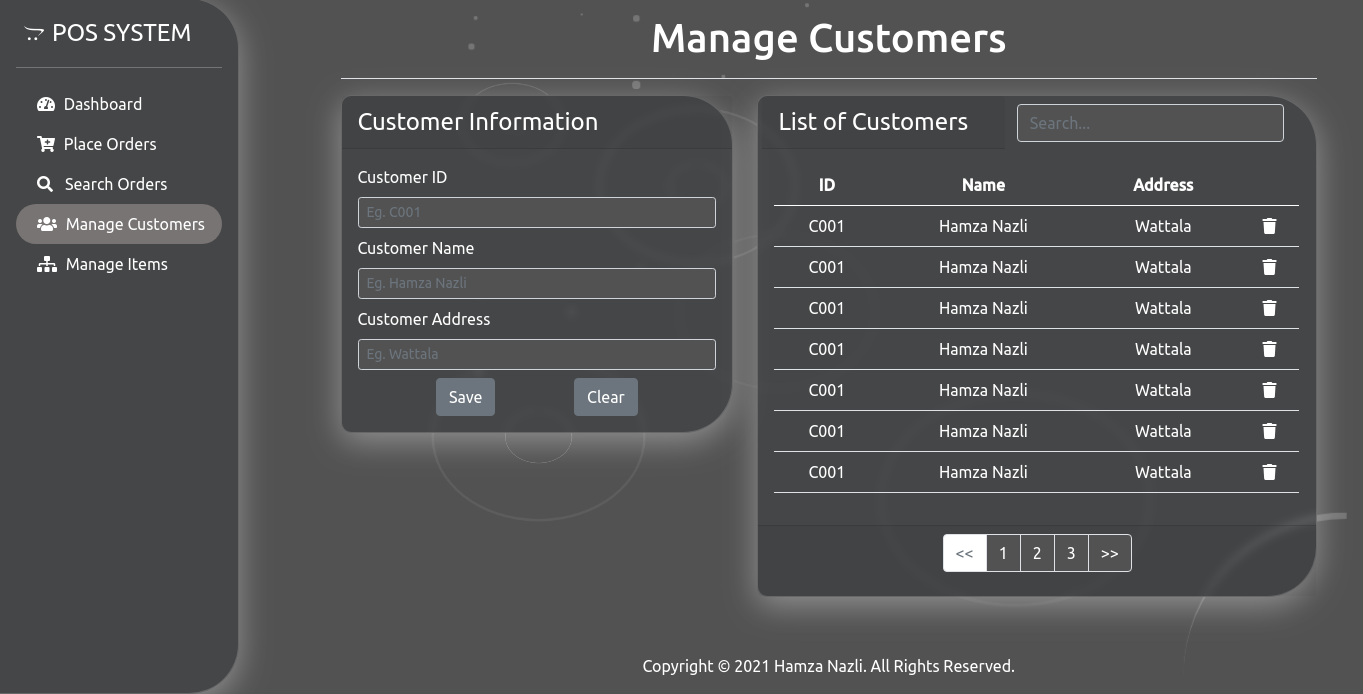 POS SYSTEM
Dashboard
Place Orders
Search Orders
Manage Customers
Manage Items
Manage Customers
Customer Information
Customer ID
Eg. C001
Customer Name
Eg. Hamza Nazli
Customer Address
Eg. Wattala
Save Clear
List of Customers Search...
ID Name Address
C001 Hamza Nazli Wattala
C001 Hamza Nazli Wattala
C001 Hamza Nazli Wattala
C001 Hamza Nazli Wattala
C001 Hamza Nazli Wattala
C001 Hamza Nazli Wattala
C001 Hamza Nazli Wattala
<< 1 2 3 >>
Copyright © 2021 Hamza Nazli. All Rights Reserved.